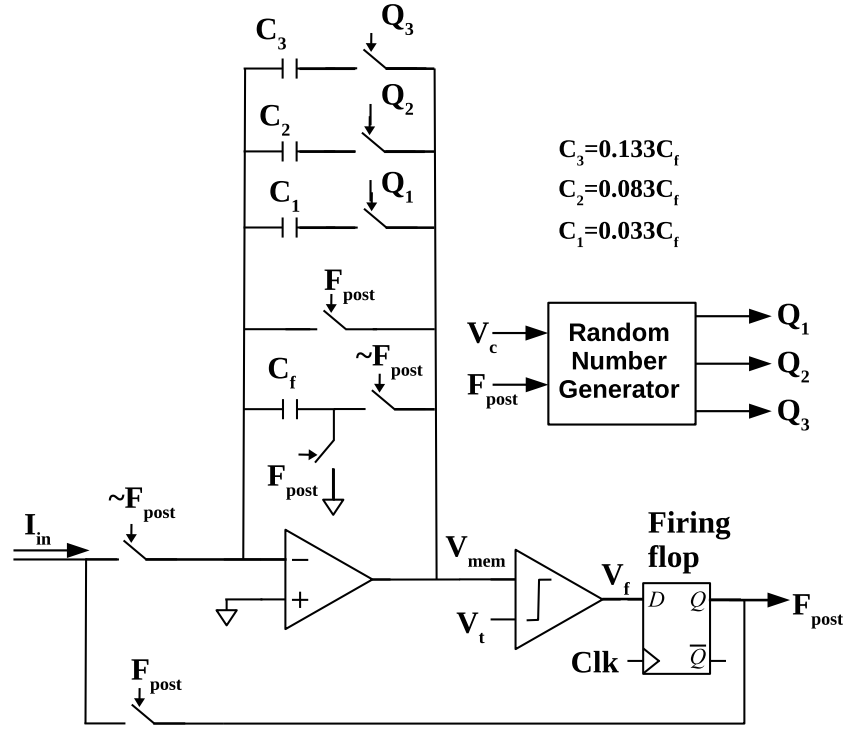 C3
Q3
C2
Q2
C1
Q1
C3=0.133Cf
C2=0.083Cf
C1=0.033Cf
Fpost
Cf
~Fpost
Fpost
Vc
Fpost
Random
Number
Generator
Q1
Q2
Q3
Iin
~Fpost
−
+
Vmem
Vt
Vf
Firing
flop
D Q
Clk
Q̅
Fpost
Fpost